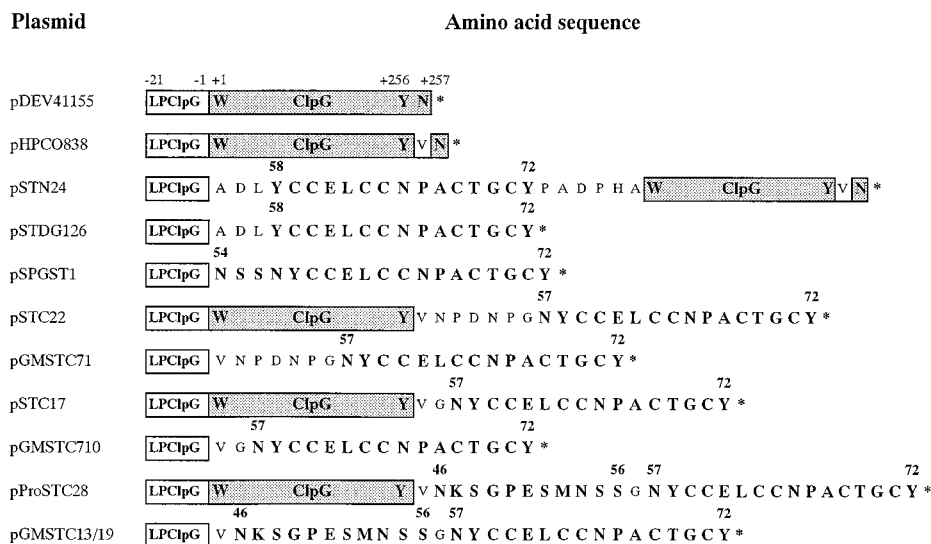 Plasmid Amino acid sequence
-21 -1 +1 +256 +257
pDEV41155 LPClpG W ClpG Y N *
pHPCO838 LPClpG W ClpG Y V N *
58 72
pSTN24 LPClpG A D L Y C C E L C C N P A C T G C Y P A D P H A W ClpG Y V N *
58 72
pSTDG126 LPClpG A D L Y C C E L C C N P A C T G C Y *
54 72
pSPGST1 LPClpG N S S N Y C C E L C C N P A C T G C Y *
57 72
pSTC22 LPClpG W ClpG Y V N P D N P G N Y C C E L C C N P A C T G C Y *
57 72
pGMSTC71 LPClpG V N P D N P G N Y C C E L C C N P A C T G C Y *
57 72
pSTC17 LPClpG W ClpG Y V G N Y C C E L C C N P A C T G C Y *
57 72
pGMSTC710 LPClpG V G N Y C C E L C C N P A C T G C Y *
46 56 57 72
pProSTC28 LPClpG W ClpG Y V N K S G P E S M N S S G N Y C C E L C C N P A C T G C Y *
46 56 57 72
pGMSTC13/19 LPClpG V N K S G P E S M N S S G N Y C C E L C C N P A C T G C Y *